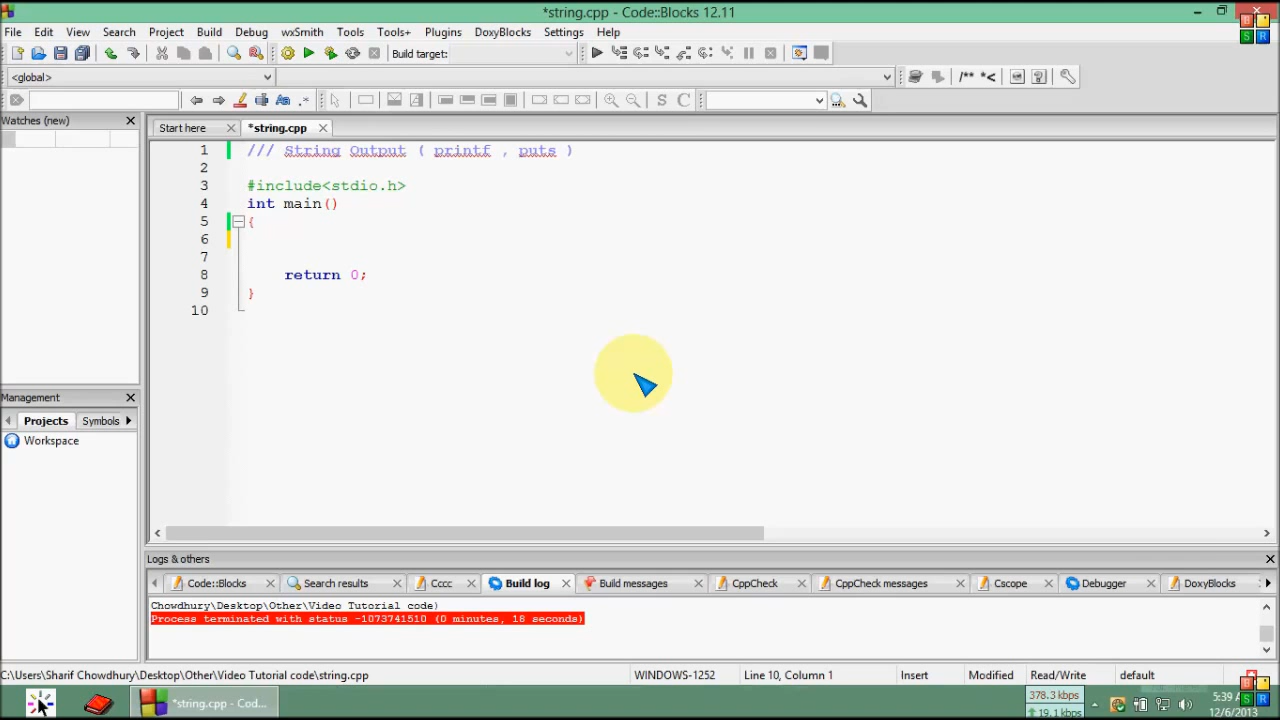 *string.cpp - Code::Blocks 12.11
File Edit View Search Project Build Debug wxSmith Tools Tools+ Plugins DoxyBlocks Settings Help
Build target:
<global>
/** *<
Watches (new)
Start here *string.cpp
1 /// String Output ( printf , puts )
2
3 #include<stdio.h>
4 int main()
5 {
6
7
8 return 0;
9 }
10
Management
Projects Symbols
Workspace
Logs & others
Code::Blocks Search results Cccc Build log Build messages CppCheck CppCheck messages Cscope Debugger DoxyBlocks
Chowdhury\Desktop\Other\Video Tutorial code)
Process terminated with status -1073741510 (0 minutes, 18 seconds)
C:\Users\Sharif Chowdhury\Desktop\Other\Video Tutorial code\string.cpp WINDOWS-1252 Line 10, Column 1 Insert Modified Read/Write default
*string.cpp - Cod... 378.3 kbps 5:39
19.1 kbps 12/6/2013
B S R
B S R